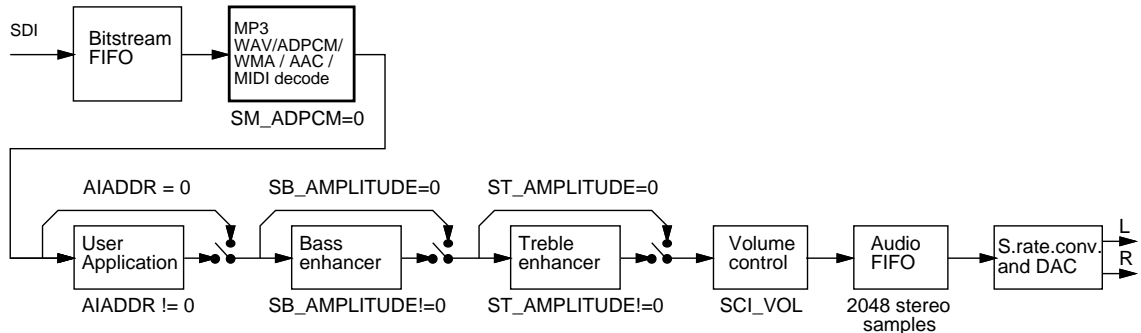 SDI
Bitstream
FIFO
MP3
WAV/ADPCM/
WMA / AAC /
MIDI decode
SM_ADPCM=0
AIADDR = 0
SB_AMPLITUDE=0
ST_AMPLITUDE=0
User
Application
Bass
enhancer
Treble
enhancer
Volume
control
Audio
FIFO
S.rate.conv.
and DAC
L
R
AIADDR != 0
SB_AMPLITUDE!=0
ST_AMPLITUDE!=0
SCI_VOL
2048 stereo
samples